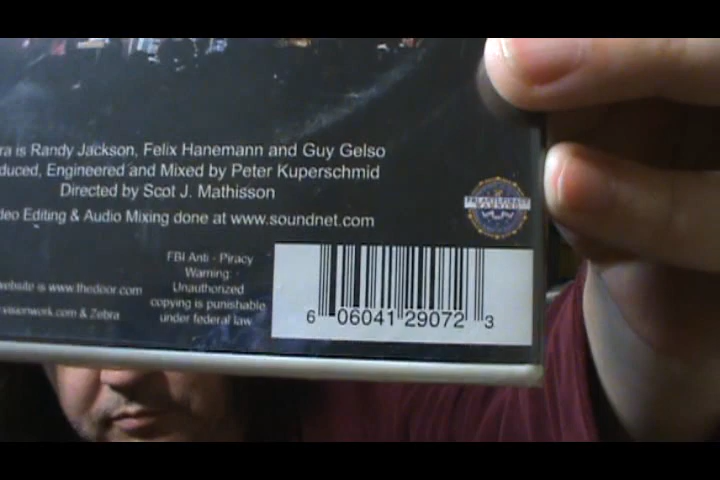 ra is Randy Jackson, Felix Hanemann and Guy Gelso
duced, Engineered and Mixed by Peter Kuperschmid
Directed by Scot J. Mathisson
deo Editing & Audio Mixing done at www.soundnet.com
FBI Anti - Piracy
Warning:
Unauthorized
copying is punishable
under federal law
website is www.thedoor.com
visionwork.com & Zebra
6 06041 29072 3